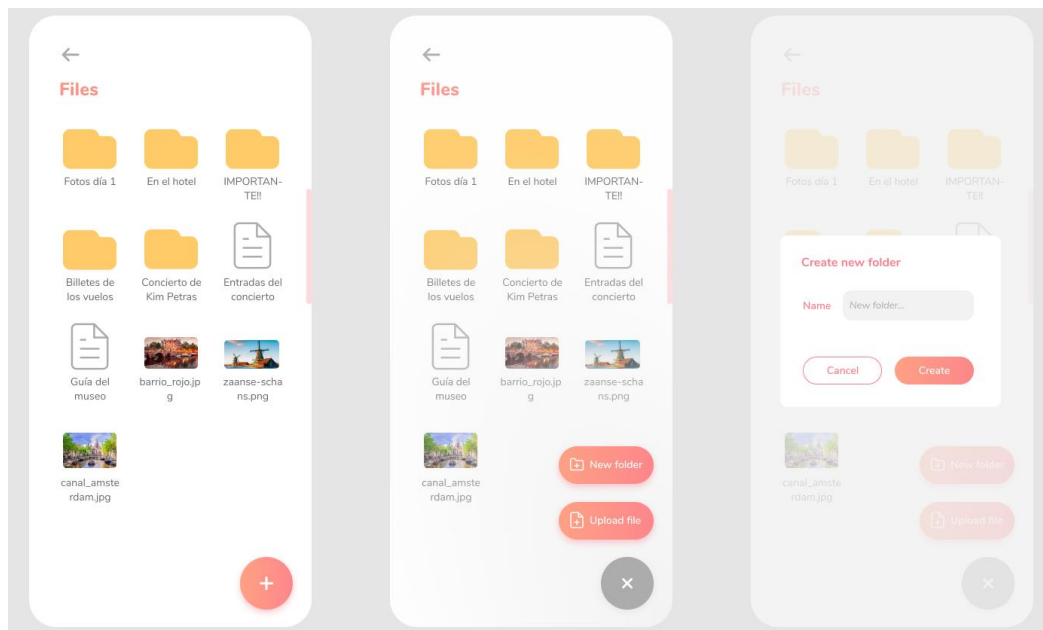 Files
Fotos día 1
En el hotel
IMPORTAN-
TE!!
Billetes de
los vuelos
Concierto de
Kim Petras
Entradas del
concierto
Guía del
museo
barrio_rojo.jp
g
zaanse-scha
ns.png
canal_amste
rdam.jpg
Files
Fotos día 1
En el hotel
IMPORTAN-
TE!!
Billetes de
los vuelos
Concierto de
Kim Petras
Entradas del
concierto
Guía del
museo
barrio_rojo.jp
g
zaanse-scha
ns.png
canal_amste
rdam.jpg
New folder
Upload file
Files
Fotos día 1
En el hotel
IMPORTAN-
TE!!
Create new folder
Name
New folder...
Cancel
Create
canal_amste
rdam.jpg
New folder
Upload file